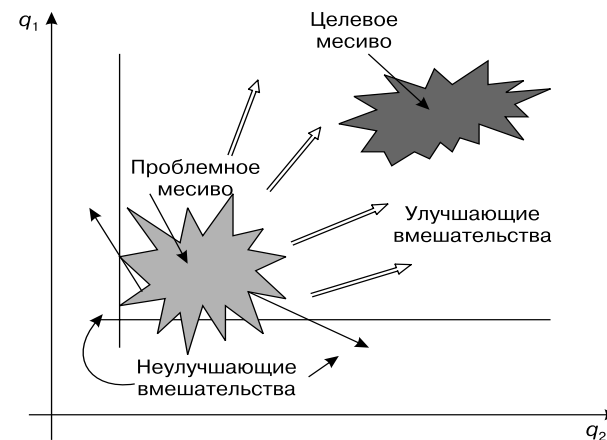 q1
Целевое
месиво
Проблемное
месиво
Улучшающие
вмешательства
Неулучшающие
вмешательства
q2